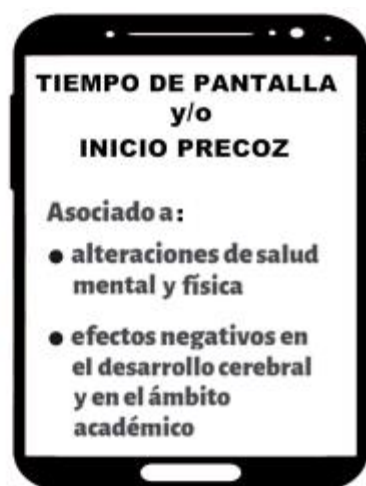 TIEMPO DE PANTALLA
y/o
INICIO PRECOZ
Asociado a:
● alteraciones de salud
mental y física
● efectos negativos en
el desarrollo cerebral
y en el ámbito
académico